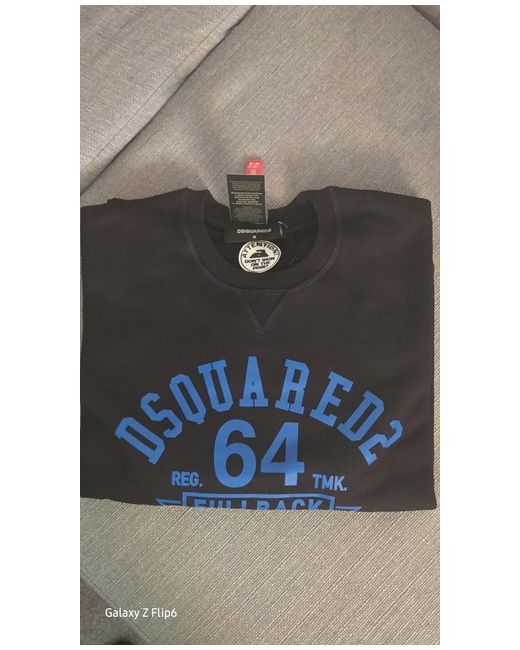 DSQUARED2
M
ATTENTION
DON'T IRON
ON THE
PRINT
DSQUARED2
64
REG. TMK.
FULLBACK
Galaxy Z Flip6